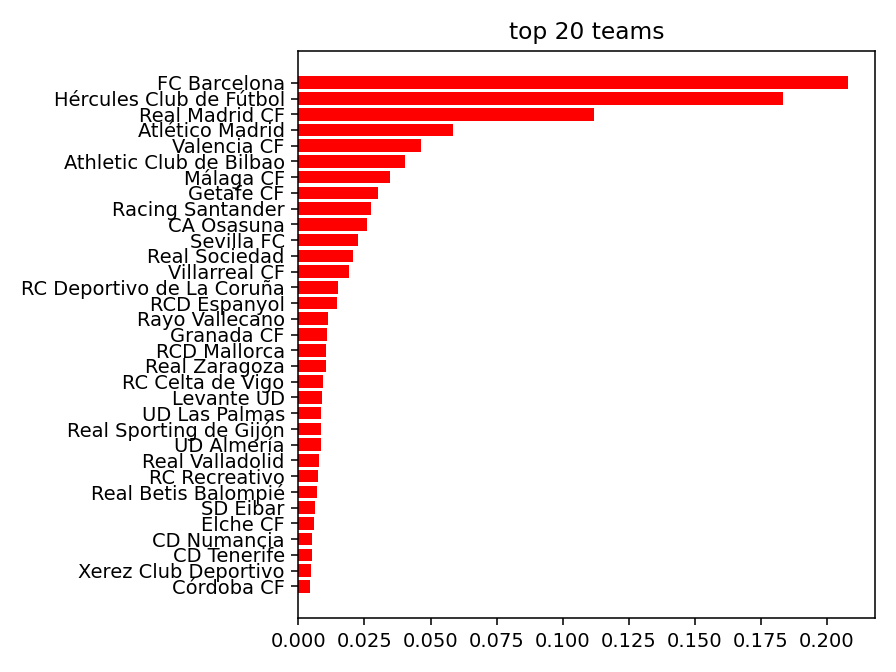 top 20 teams
FC Barcelona
Hércules Club de Fútbol
Real Madrid CF
Atlético Madrid
Valencia CF
Athletic Club de Bilbao
Málaga CF
Getafe CF
Racing Santander
CA Osasuna
Sevilla FC
Real Sociedad
Villarreal CF
RC Deportivo de La Coruña
RCD Espanyol
Rayo Vallecano
Granada CF
RCD Mallorca
Real Zaragoza
RC Celta de Vigo
Levante UD
UD Las Palmas
Real Sporting de Gijón
UD Almería
Real Valladolid
RC Recreativo
Real Betis Balompié
SD Eibar
Elche CF
CD Numancia
CD Tenerife
Xerez Club Deportivo
Córdoba CF
0.000 0.025 0.050 0.075 0.100 0.125 0.150 0.175 0.200